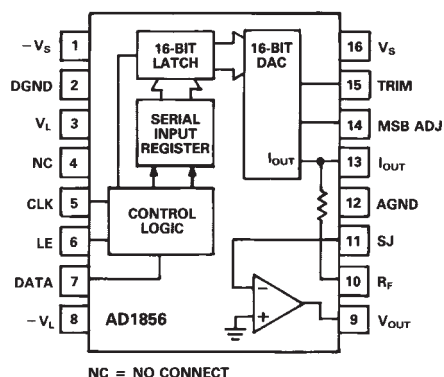 –VS 1
DGND 2
VL 3
NC 4
CLK 5
LE 6
DATA 7
–VL 8
16-BIT
LATCH
SERIAL
INPUT
REGISTER
CONTROL
LOGIC
16-BIT
DAC
IOUT
–
+
AD1856
16 VS
15 TRIM
14 MSB ADJ
13 IOUT
12 AGND
11 SJ
10 RF
9 VOUT
NC = NO CONNECT